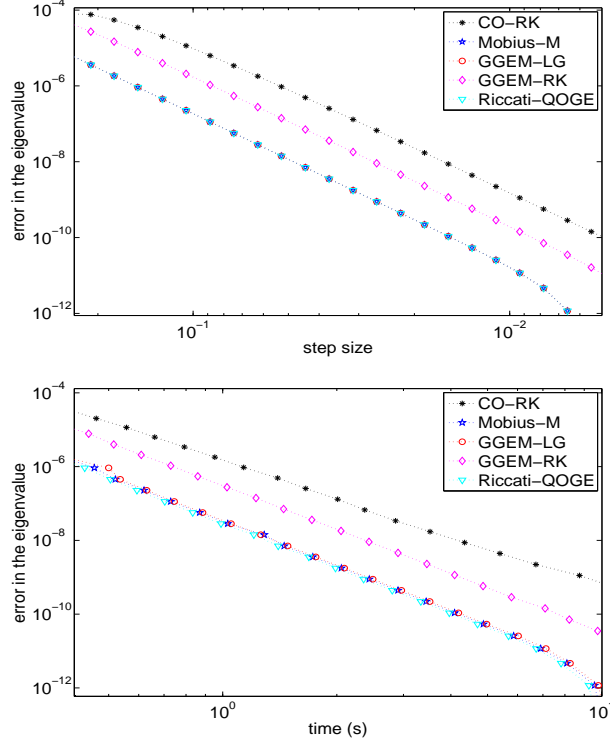 10^-4
10^-6
10^-8
10^-10
10^-12
error in the eigenvalue
10^-1
10^-2
step size
CO-RK
Mobius-M
GGEM-LG
GGEM-RK
Riccati-QOGE
10^-4
10^-6
10^-8
10^-10
10^-12
error in the eigenvalue
10^0
10^1
time (s)
CO-RK
Mobius-M
GGEM-LG
GGEM-RK
Riccati-QOGE